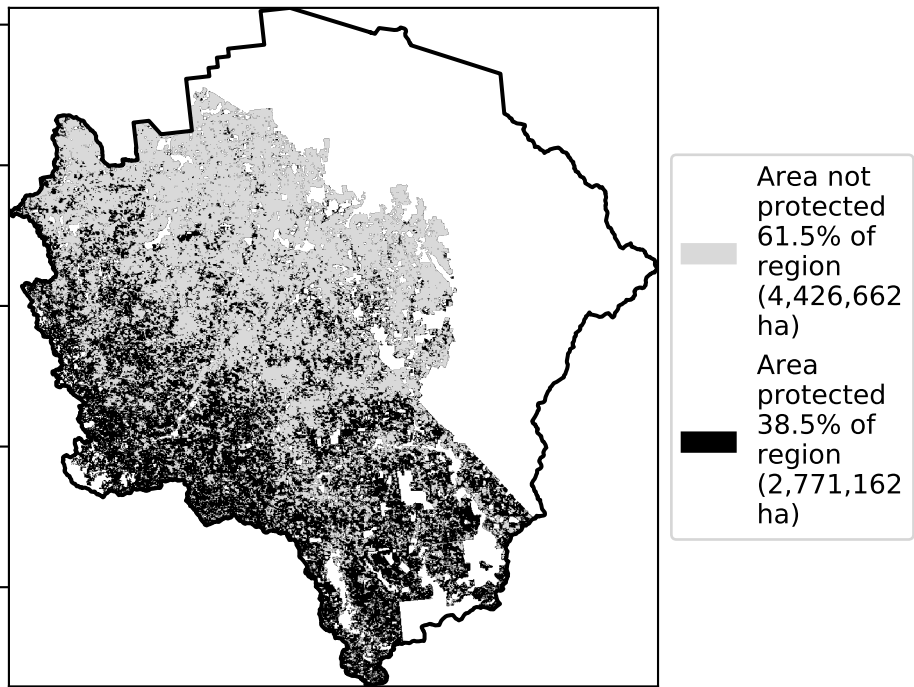 Area not
protected
61.5% of
region
(4,426,662
ha)
Area
protected
38.5% of
region
(2,771,162
ha)